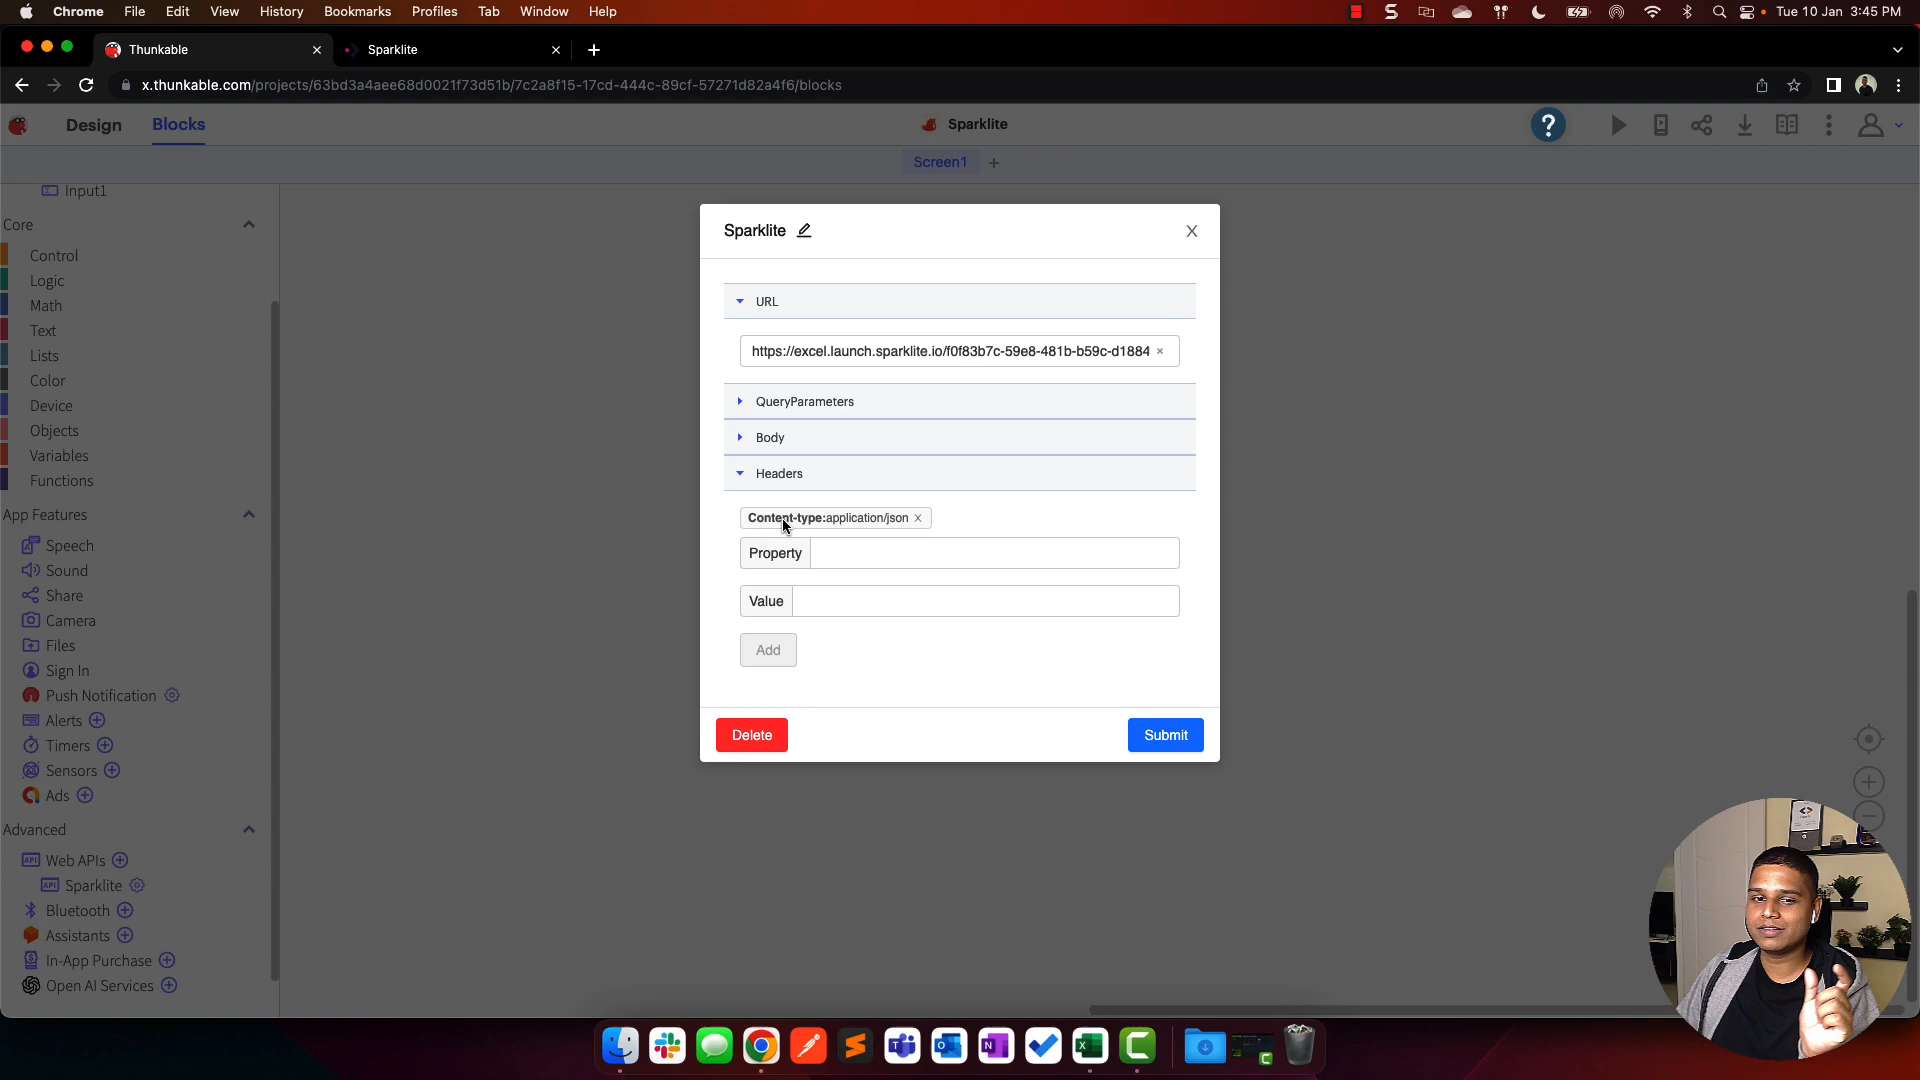 Chrome File Edit View History Bookmarks Profiles Tab Window Help Tue 10 Jan 3:45 PM
Thunkable Sparklite
x.thunkable.com/projects/63bd3a4aee68d0021f73d51b/7c2a8f15-17cd-444c-89cf-57271d82a4f6/blocks
Design Blocks Sparklite ?
Screen1 +
Input1
Core
Control
Logic
Math
Text
Lists
Color
Device
Objects
Variables
Functions
App Features
Speech
Sound
Share
Camera
Files
Sign In
Push Notification
Alerts
Timers
Sensors
Ads
Advanced
API Web APIs
API Sparklite
Bluetooth
Assistants
In-App Purchase
Open AI Services
Sparklite X
URL
https://excel.launch.sparklite.io/f0f83b7c-59e8-481b-b59c-d1884 ×
QueryParameters
Body
Headers
Content-type:application/json X
Property
Value
Add
Delete Submit